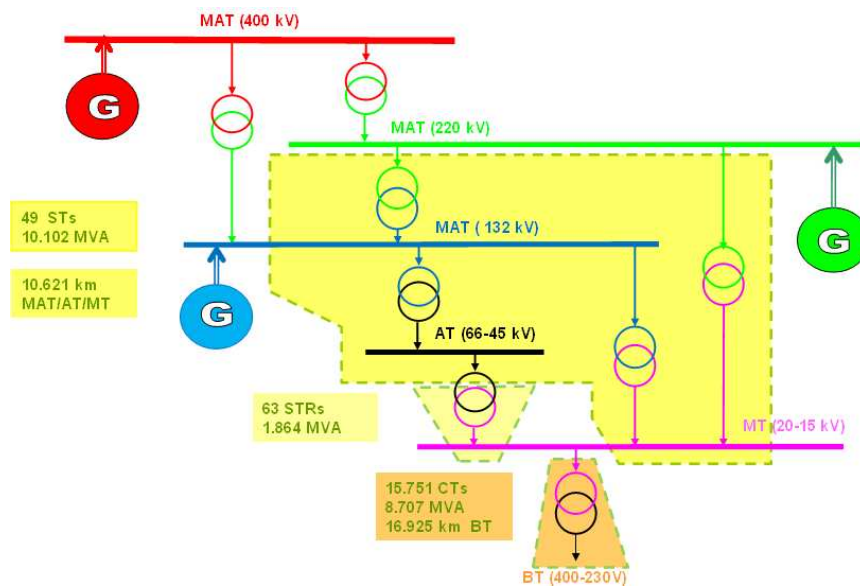 MAT (400 kV)
G
MAT (220 kV)
49 STs
10.102 MVA
MAT ( 132 kV)
G
10.621 km
MAT/AT/MT
G
AT (66-45 kV)
63 STRs
1.864 MVA
MT (20-15 kV)
15.751 CTs
8.707 MVA
16.925 km BT
BT (400-230V)